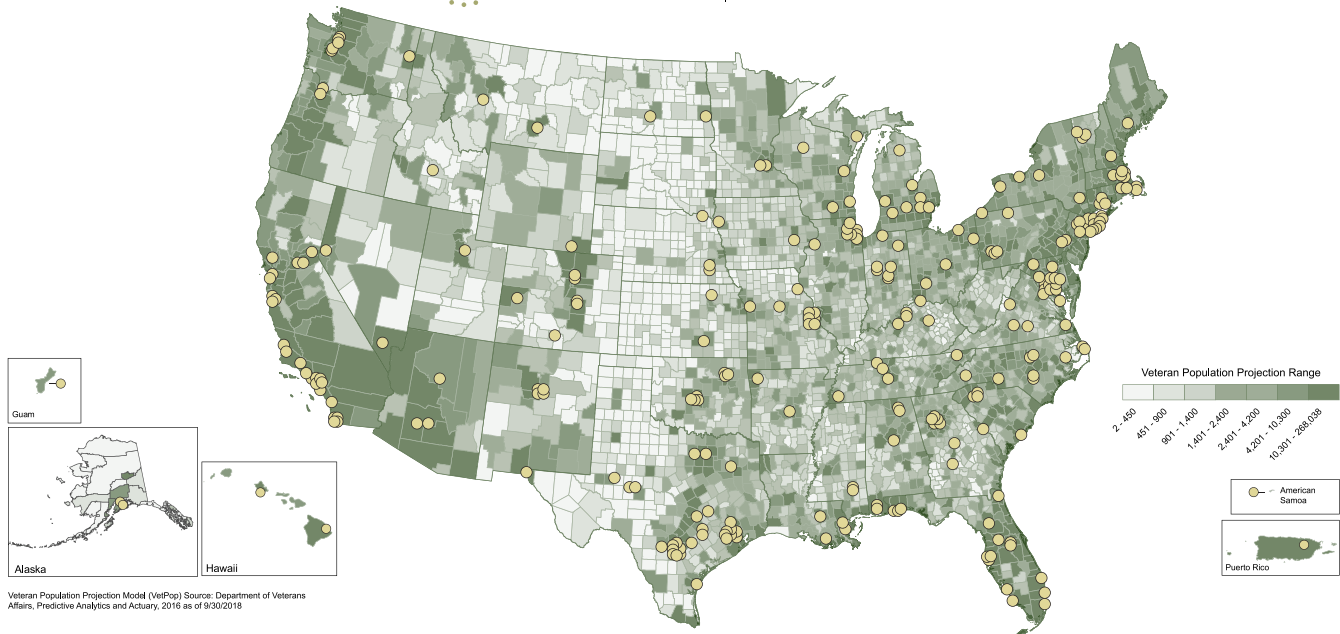 Guam
Alaska
Hawaii
Veteran Population Projection Range
2 - 450
451 - 900
901 - 1,400
1,401 - 2,400
2,401 - 4,200
4,201 - 10,300
10,301 - 268,038
American
Samoa
Puerto Rico
Veteran Population Projection Model (VetPop) Source: Department of Veterans
Affairs, Predictive Analytics and Actuary, 2016 as of 9/30/2018